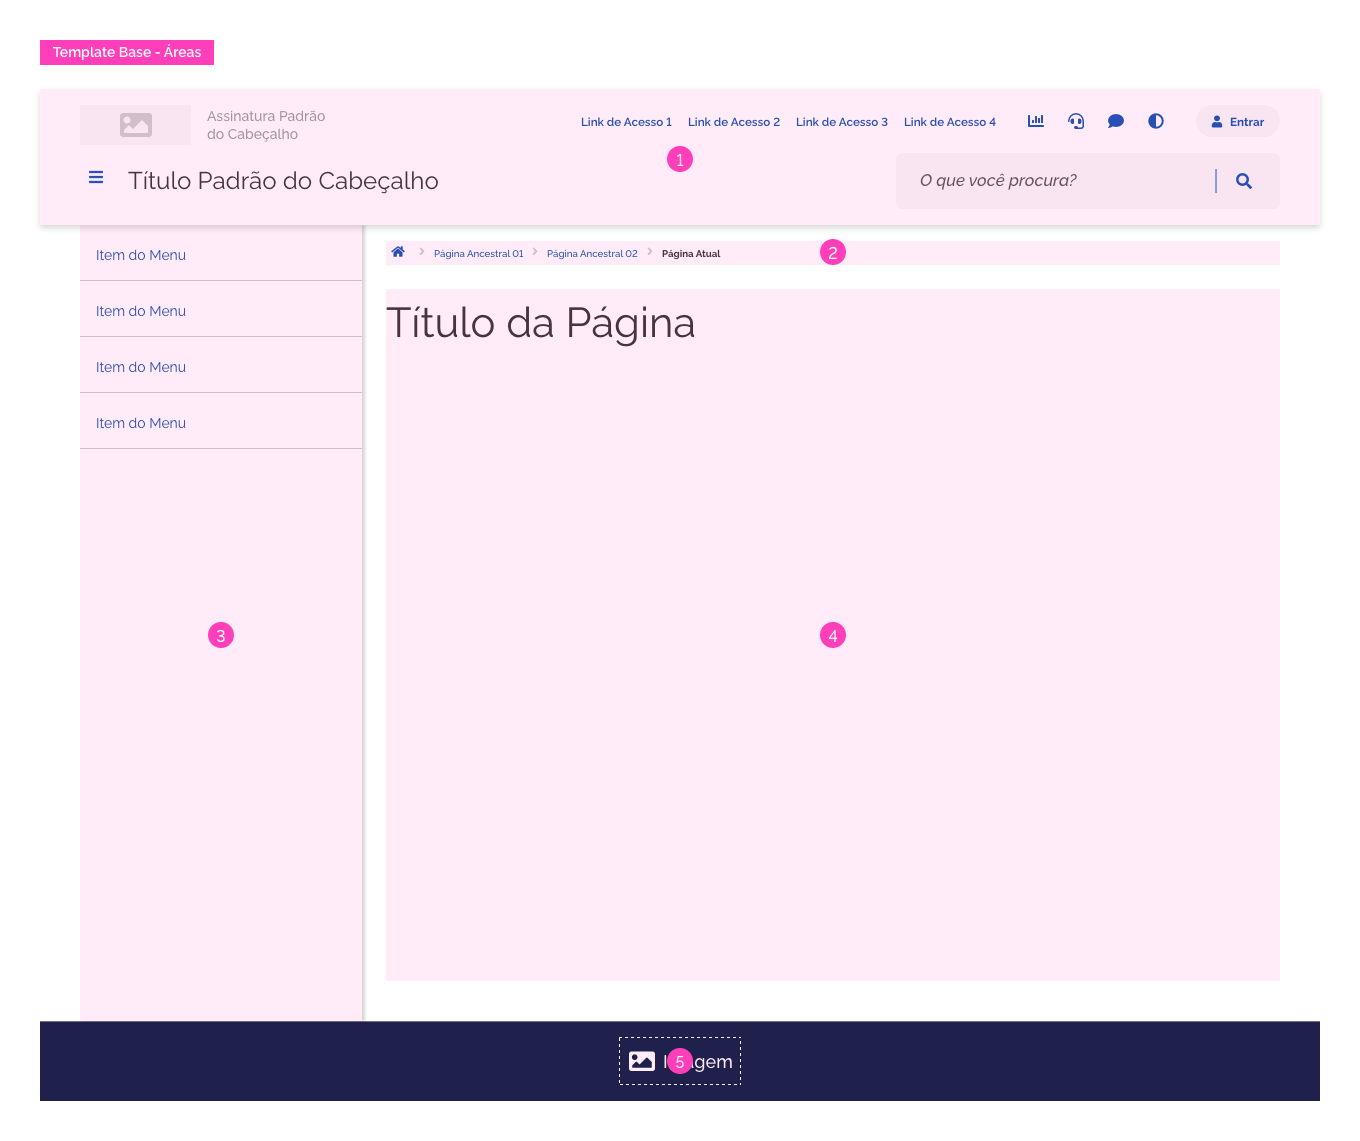 Template Base - Áreas
Assinatura Padrão
do Cabeçalho
Link de Acesso 1 Link de Acesso 2 Link de Acesso 3 Link de Acesso 4
Entrar
1
Título Padrão do Cabeçalho
O que você procura?
Item do Menu
Item do Menu
Item do Menu
Item do Menu
3
Página Ancestral 01 Página Ancestral 02 Página Atual
2
Título da Página
4
5